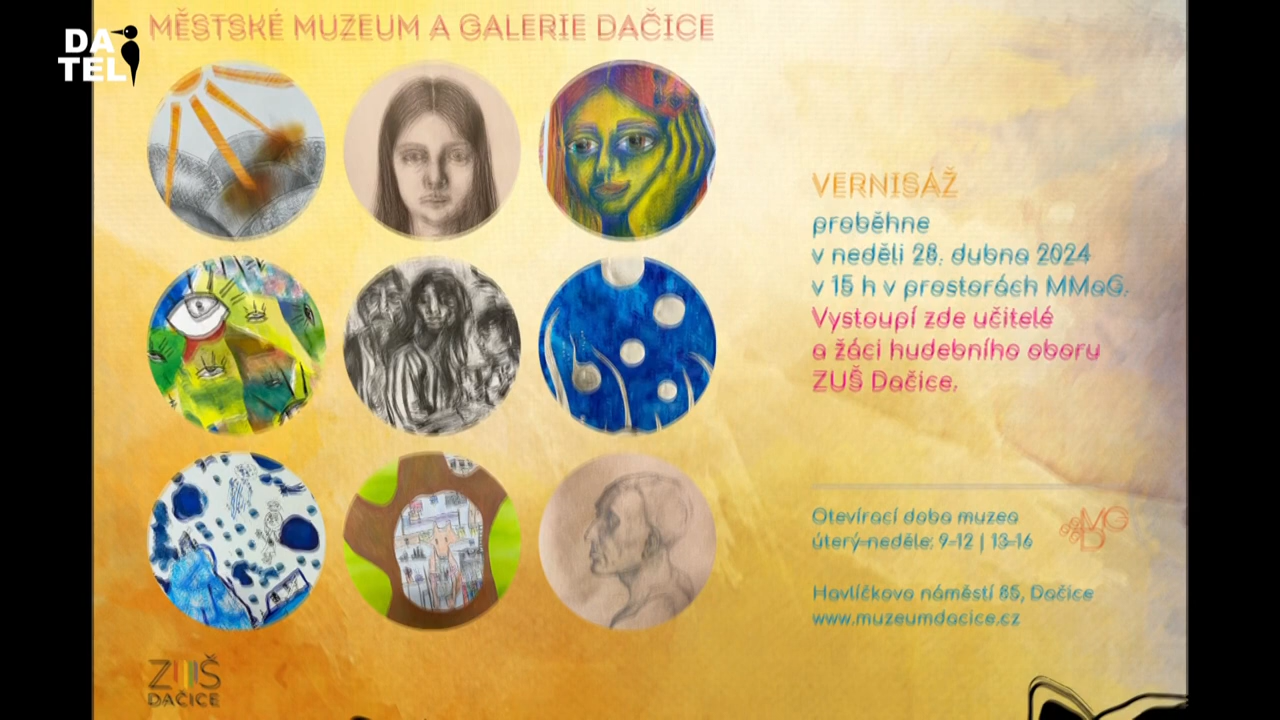 MĚSTSKÉ MUZEUM A GALERIE DAČICE
DA
TEL
VERNISÁŽ
proběhne
v neděli 28. dubna 2024
v 15 h v prostorách MMaG.
Vystoupí zde učitelé
a žáci hudebního oboru
ZUŠ Dačice.
Otevírací doba muzea
úterý–neděle: 9–12 | 13–16
MG
D
Havlíčkovo náměstí 85, Dačice
www.muzeumdacice.cz
ZUŠ
DAČICE